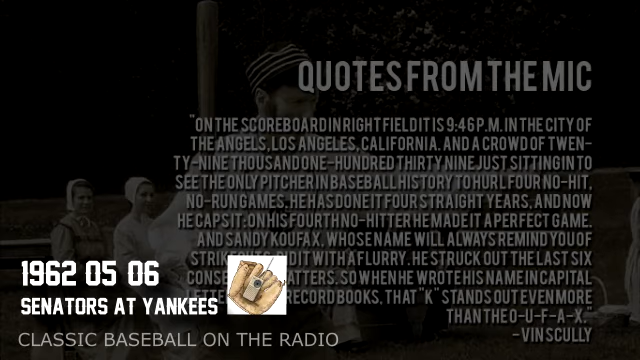 QUOTES FROM THE MIC
"ON THE SCOREBOARD IN RIGHT FIELD IT IS 9:46 P.M. IN THE CITY OF
THE ANGELS, LOS ANGELES, CALIFORNIA. AND A CROWD OF TWEN-
TY-NINE THOUSAND ONE-HUNDRED THIRTY NINE JUST SITTING IN TO
SEE THE ONLY PITCHER IN BASEBALL HISTORY TO HURL FOUR NO-HIT,
NO-RUN GAMES. HE HAS DONE IT FOUR STRAIGHT YEARS, AND NOW
HE CAPS IT: ON HIS FOURTH NO-HITTER HE MADE IT A PERFECT GAME.
AND SANDY KOUFAX, WHOSE NAME WILL ALWAYS REMIND YOU OF
DID IT WITH A FLURRY. HE STRUCK OUT THE LAST SIX
SO WHEN HE WROTE HIS NAME IN CAPITAL
RECORD BOOKS, THAT "K" STANDS OUT EVEN MORE
THAN THE O-U-F-A-X."
- VIN SCULLY
1962 05 06
SENATORS AT YANKEES
CLASSIC BASEBALL ON THE RADIO